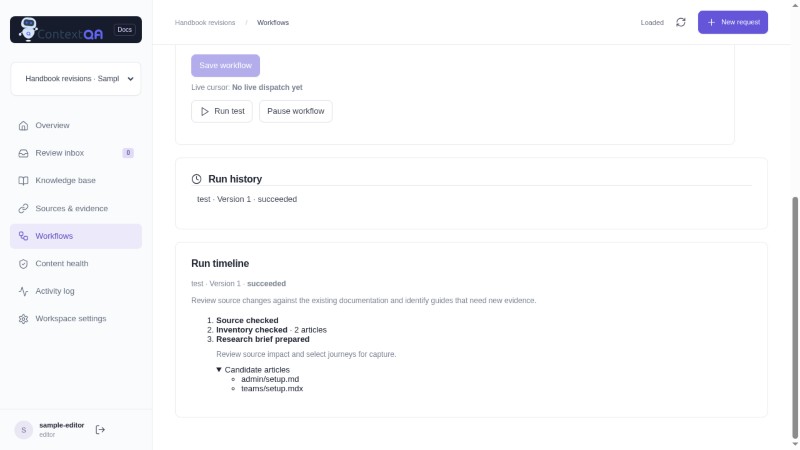 ContextQA
Docs
Handbook revisions / Workflows
Loaded
New request
Handbook revisions · Sampl
Overview
Review inbox
0
Knowledge base
Sources & evidence
Workflows
Content health
Activity log
Workspace settings
S
sample-editor
editor
Save workflow
Live cursor: No live dispatch yet
Run test
Pause workflow
Run history
test · Version 1 · succeeded
Run timeline
test · Version 1 · succeeded
Review source changes against the existing documentation and identify guides that need new evidence.
1. Source checked
2. Inventory checked · 2 articles
3. Research brief prepared
Review source impact and select journeys for capture.
Candidate articles
admin/setup.md
teams/setup.mdx